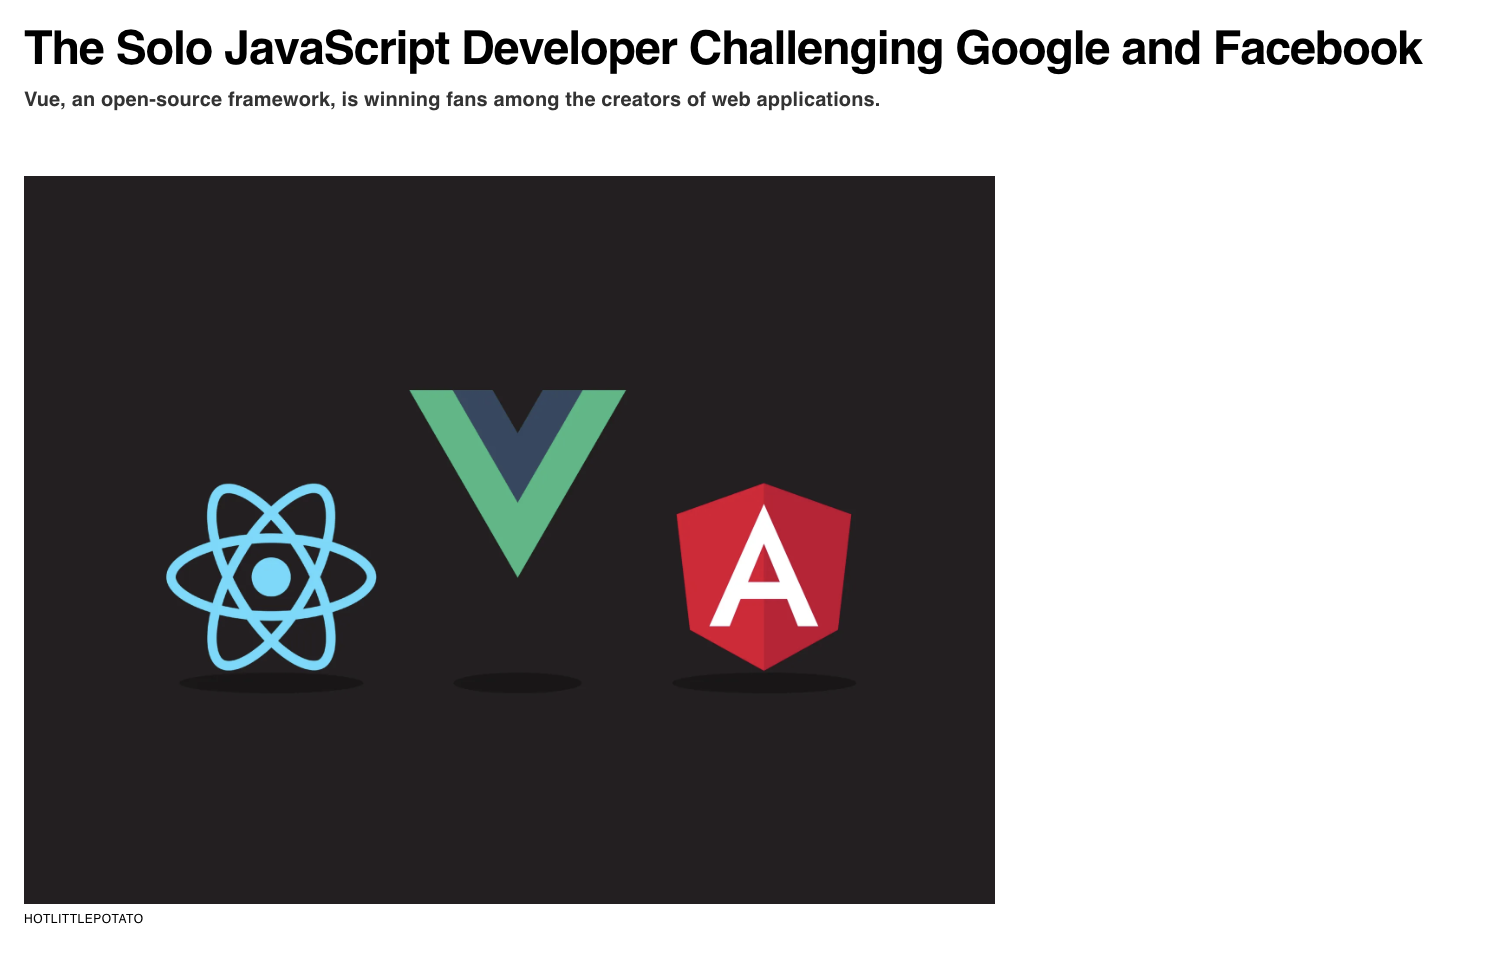 The Solo JavaScript Developer Challenging Google and Facebook
Vue, an open-source framework, is winning fans among the creators of web applications.
A
HOTLITTLEPOTATO